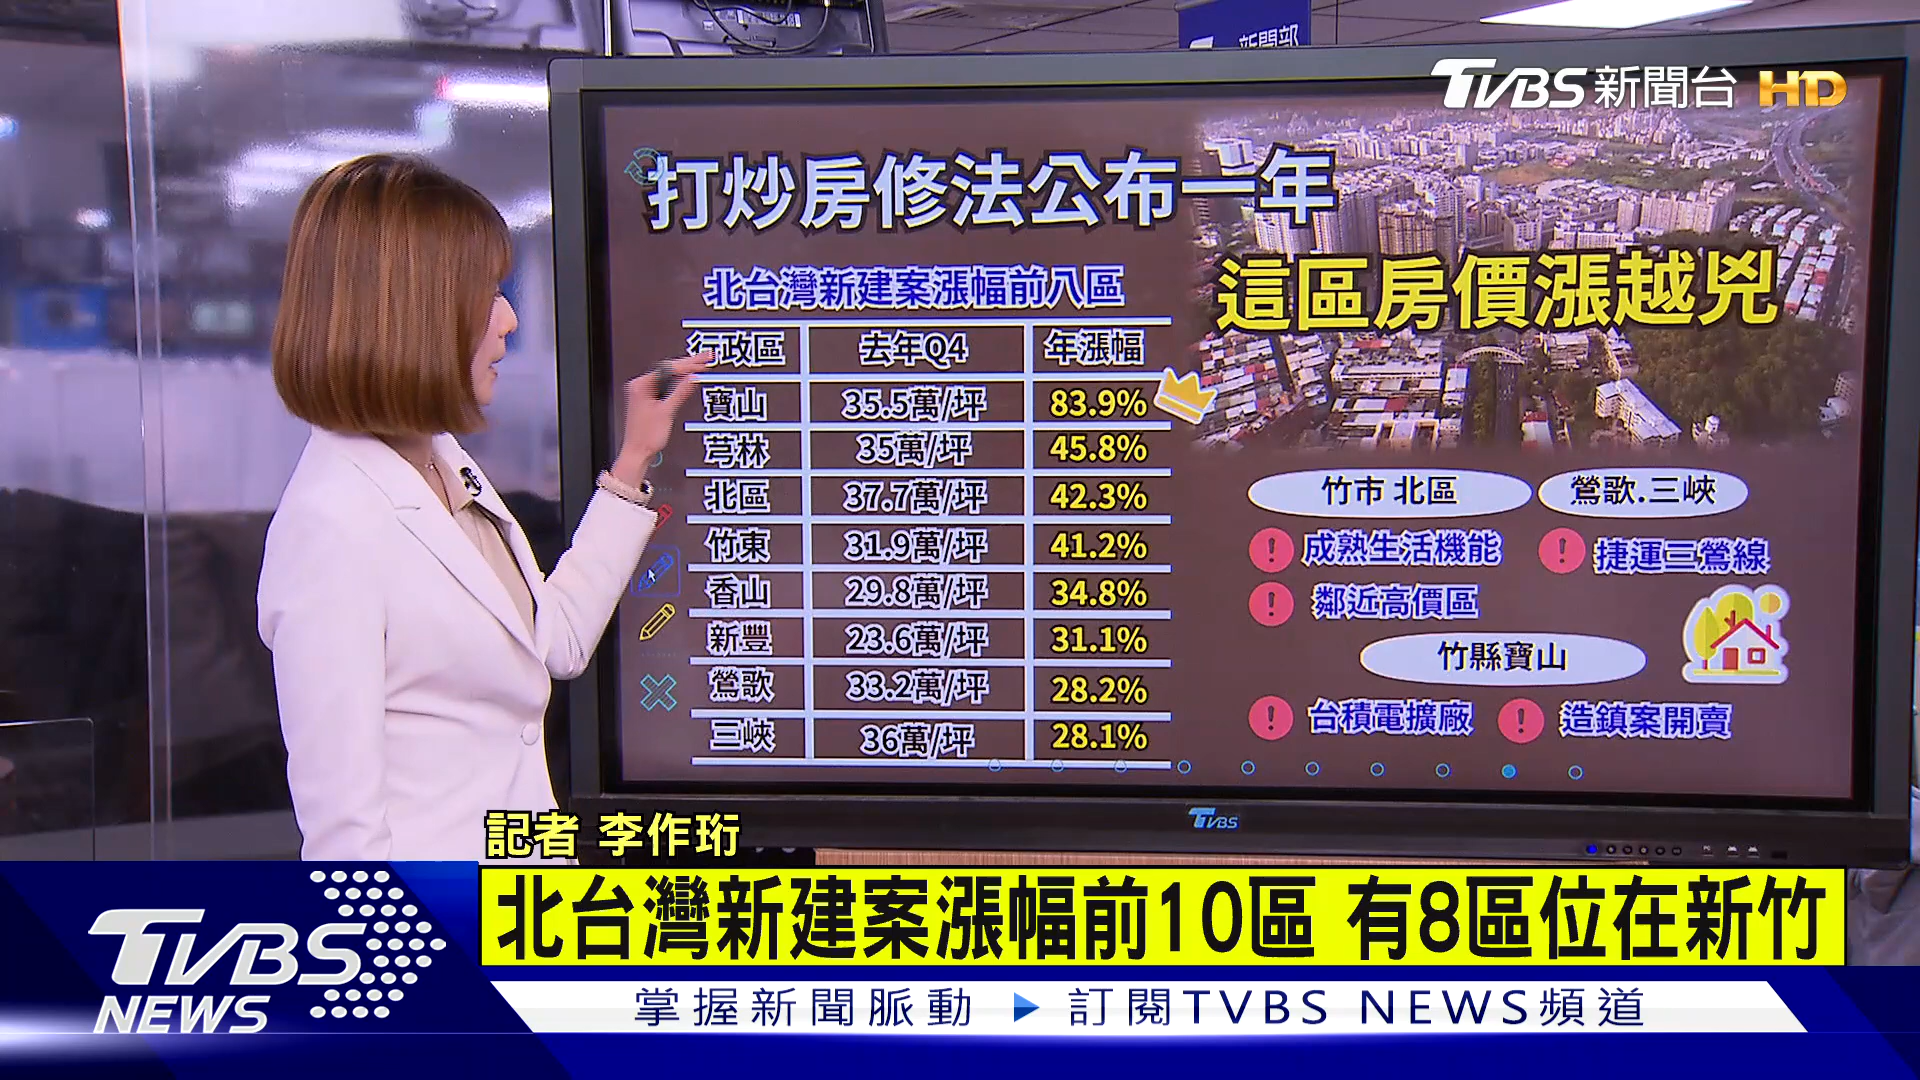 新聞部
TVBS新聞台 HD
打炒房修法公布一年
這區房價漲越兇
北台灣新建案漲幅前八區
行政區 去年Q4 年漲幅
寶山 35.5萬/坪 83.9%
芎林 35萬/坪 45.8%
北區 37.7萬/坪 42.3%
竹東 31.9萬/坪 41.2%
香山 29.8萬/坪 34.8%
新豐 23.6萬/坪 31.1%
鶯歌 33.2萬/坪 28.2%
三峽 36萬/坪 28.1%
竹市 北區
! 成熟生活機能
! 鄰近高價區
鶯歌.三峽
! 捷運三鶯線
竹縣寶山
! 台積電擴廠
! 造鎮案開賣
TVBS
記者 李作珩
北台灣新建案漲幅前10區 有8區位在新竹
TVBS
NEWS
掌握新聞脈動 ▶ 訂閱TVBS NEWS頻道